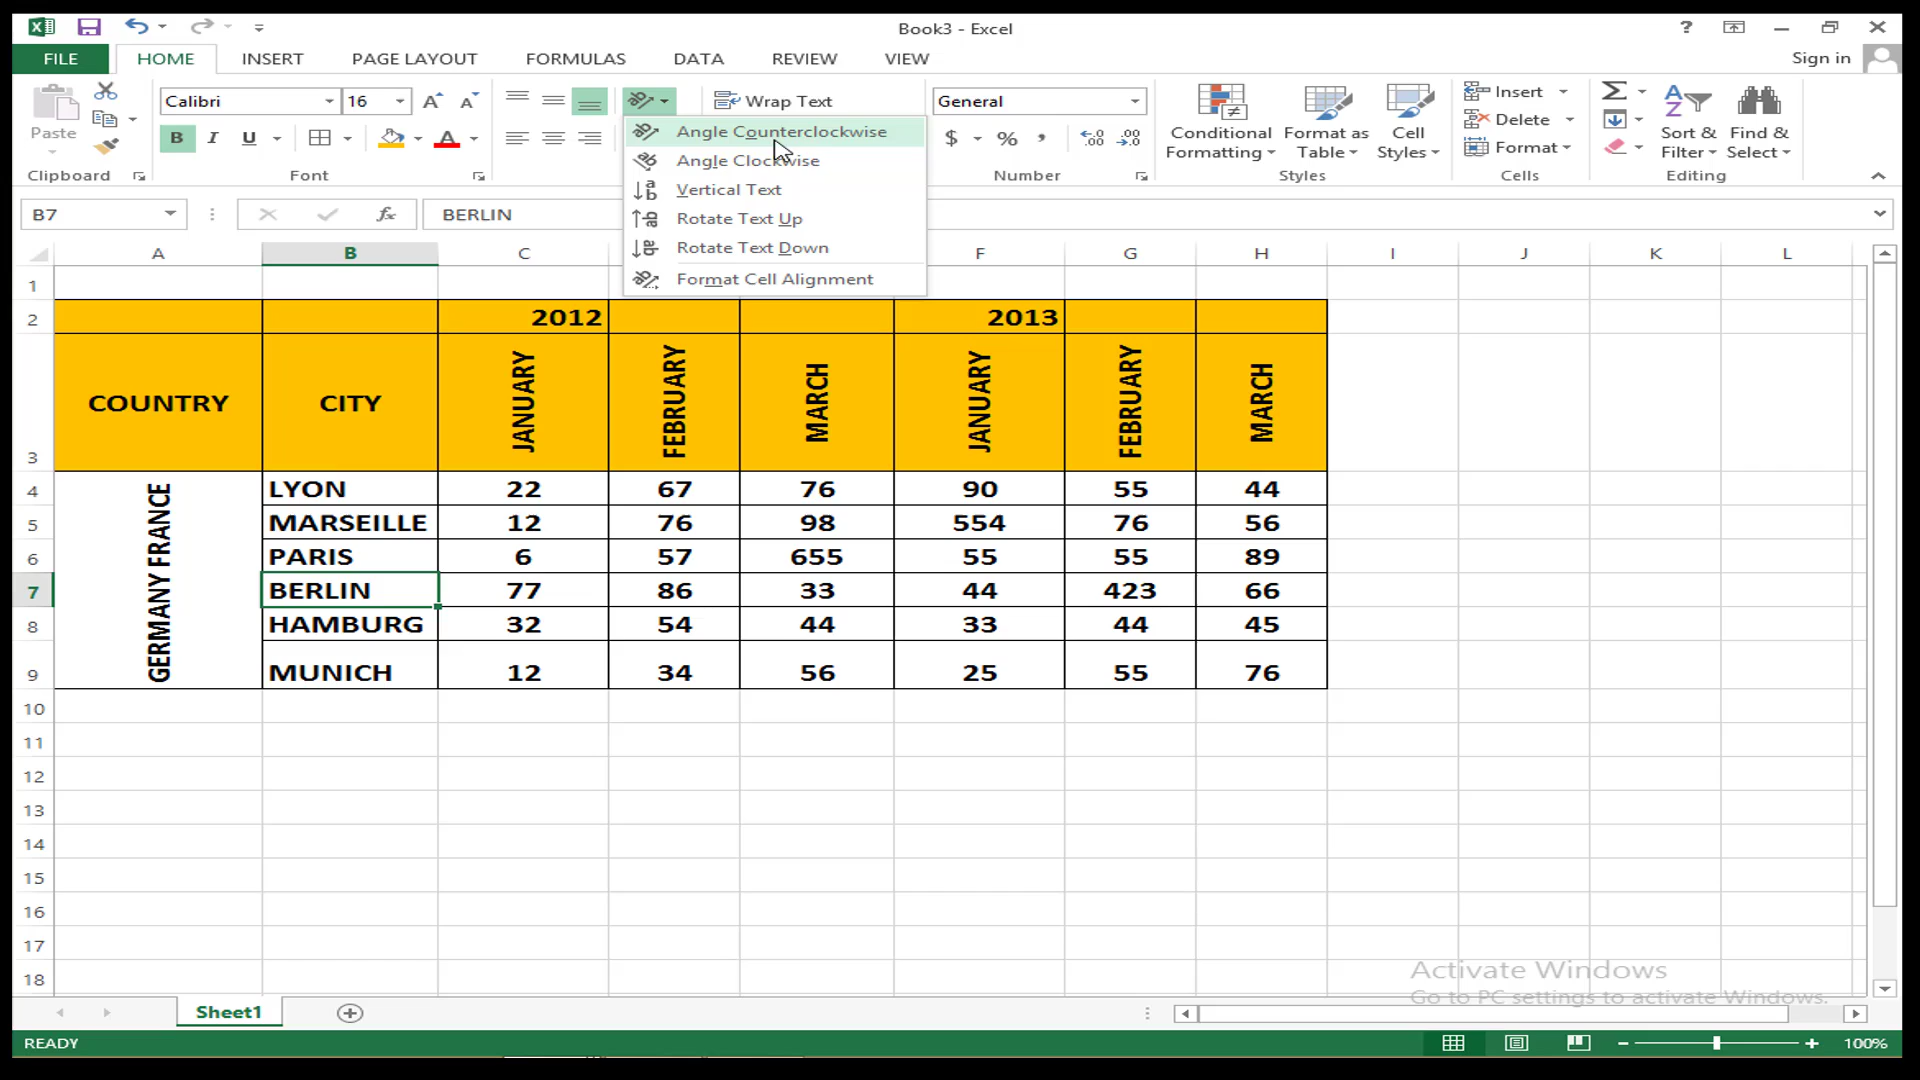 Book3 - Excel
?
FILE HOME INSERT PAGE LAYOUT FORMULAS DATA REVIEW VIEW Sign in
Paste
Calibri 16
B I U A
Wrap Text
General
$ % ,
Conditional Formatting
Format as Table
Cell Styles
Insert
Delete
Format
Sort & Filter
Find & Select
Clipboard Font Number Styles Cells Editing
Angle Counterclockwise
Angle Clockwise
Vertical Text
Rotate Text Up
Rotate Text Down
Format Cell Alignment
B7 fx BERLIN
A B C F G H I J K L
1
2 2012 2013
3 COUNTRY CITY JANUARY FEBRUARY MARCH JANUARY FEBRUARY MARCH
GERMANY FRANCE
4 LYON 22 67 76 90 55 44
5 MARSEILLE 12 76 98 554 76 56
6 PARIS 6 57 655 55 55 89
7 BERLIN 77 86 33 44 423 66
8 HAMBURG 32 54 44 33 44 45
9 MUNICH 12 34 56 25 55 76
10
11
12
13
14
15
16
17
18
Activate Windows
Go to PC settings to activate Windows.
Sheet1
READY 100%